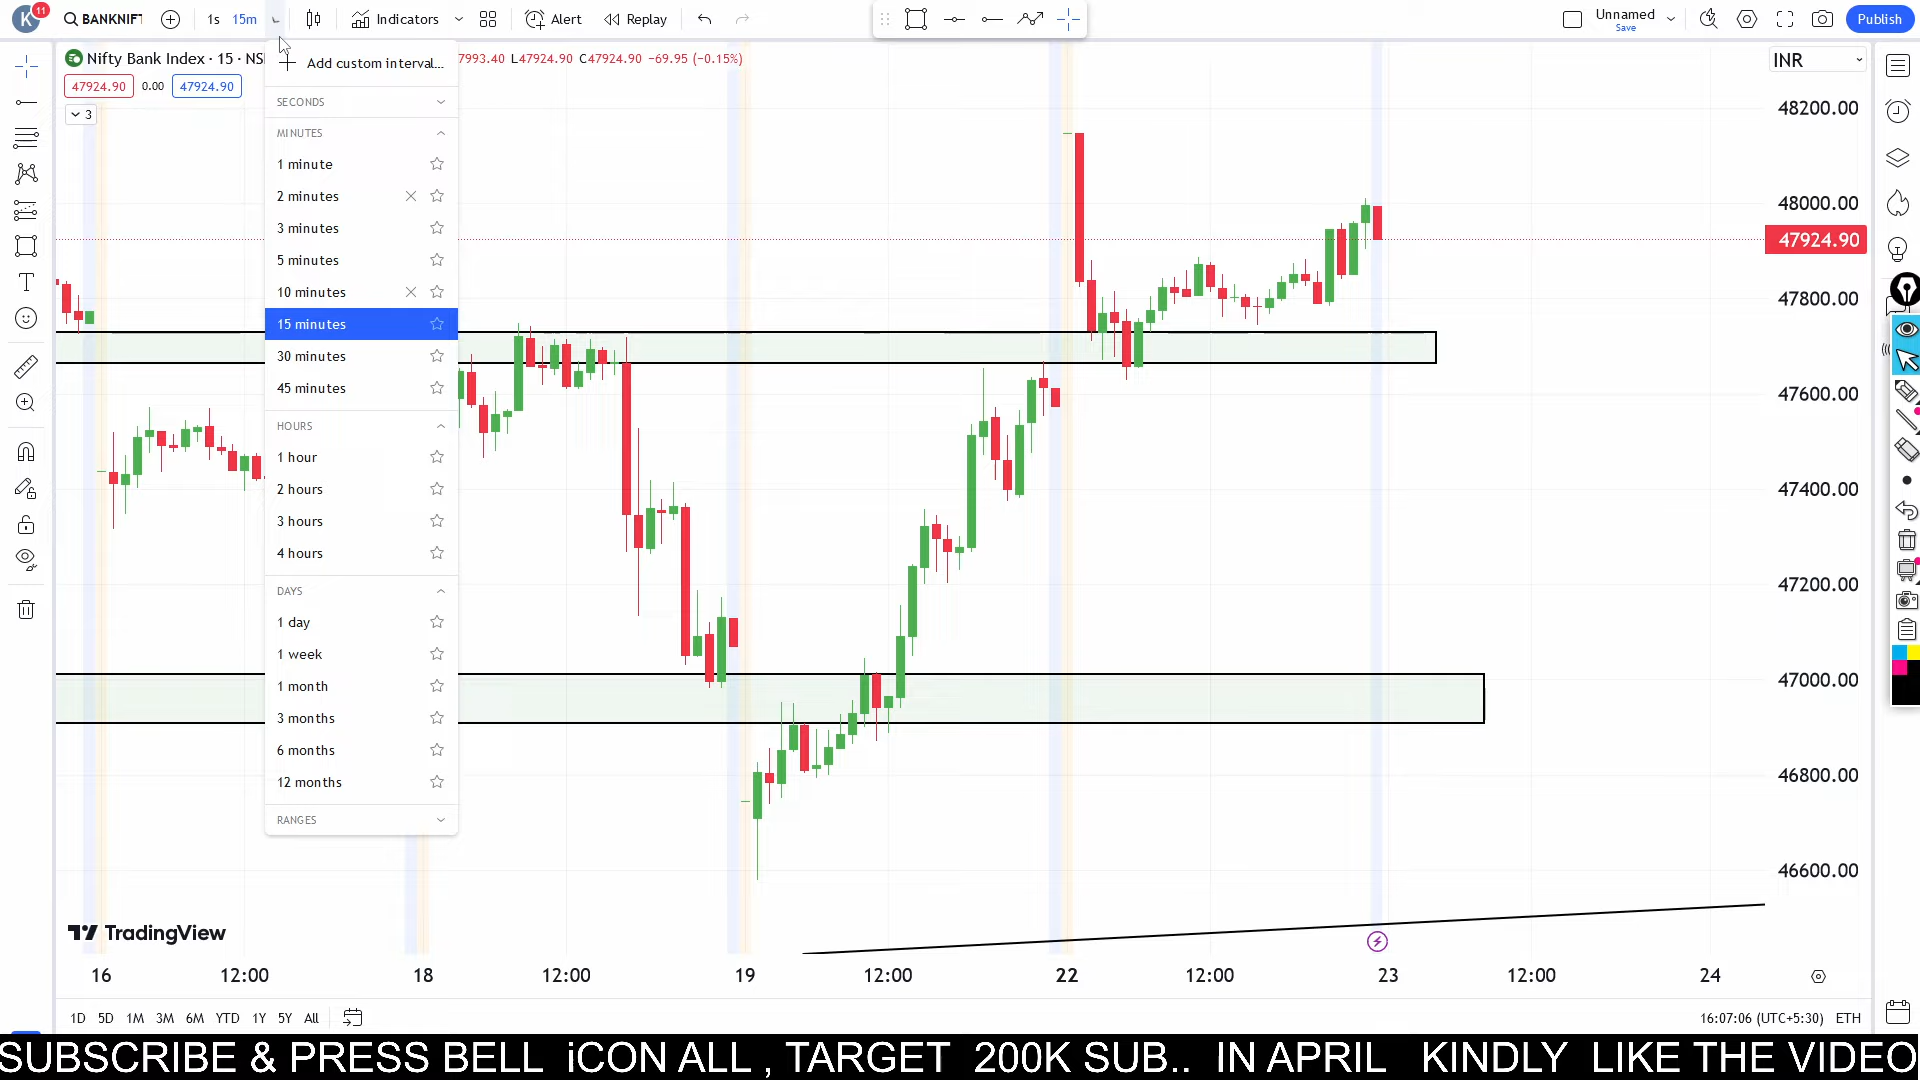 K 11 BANKNIFT 1s 15m Indicators Alert Replay Unnamed Save Publish
Nifty Bank Index · 15 · NS 7993.40 L47924.90 C47924.90 −69.95 (−0.15%) INR
47924.90 0.00 47924.90
3
Add custom interval...
SECONDS
MINUTES
1 minute
2 minutes
3 minutes
5 minutes
10 minutes
15 minutes
30 minutes
45 minutes
HOURS
1 hour
2 hours
3 hours
4 hours
DAYS
1 day
1 week
1 month
3 months
6 months
12 months
RANGES
48200.00
48000.00
47924.90
47800.00
47600.00
47400.00
47200.00
47000.00
46800.00
46600.00
TradingView
16 12:00 18 12:00 19 12:00 22 12:00 23 12:00 24
1D 5D 1M 3M 6M YTD 1Y 5Y All 16:07:06 (UTC+5:30) ETH
SUBSCRIBE & PRESS BELL iCON ALL , TARGET 200K SUB.. IN APRIL KINDLY LIKE THE VIDEO